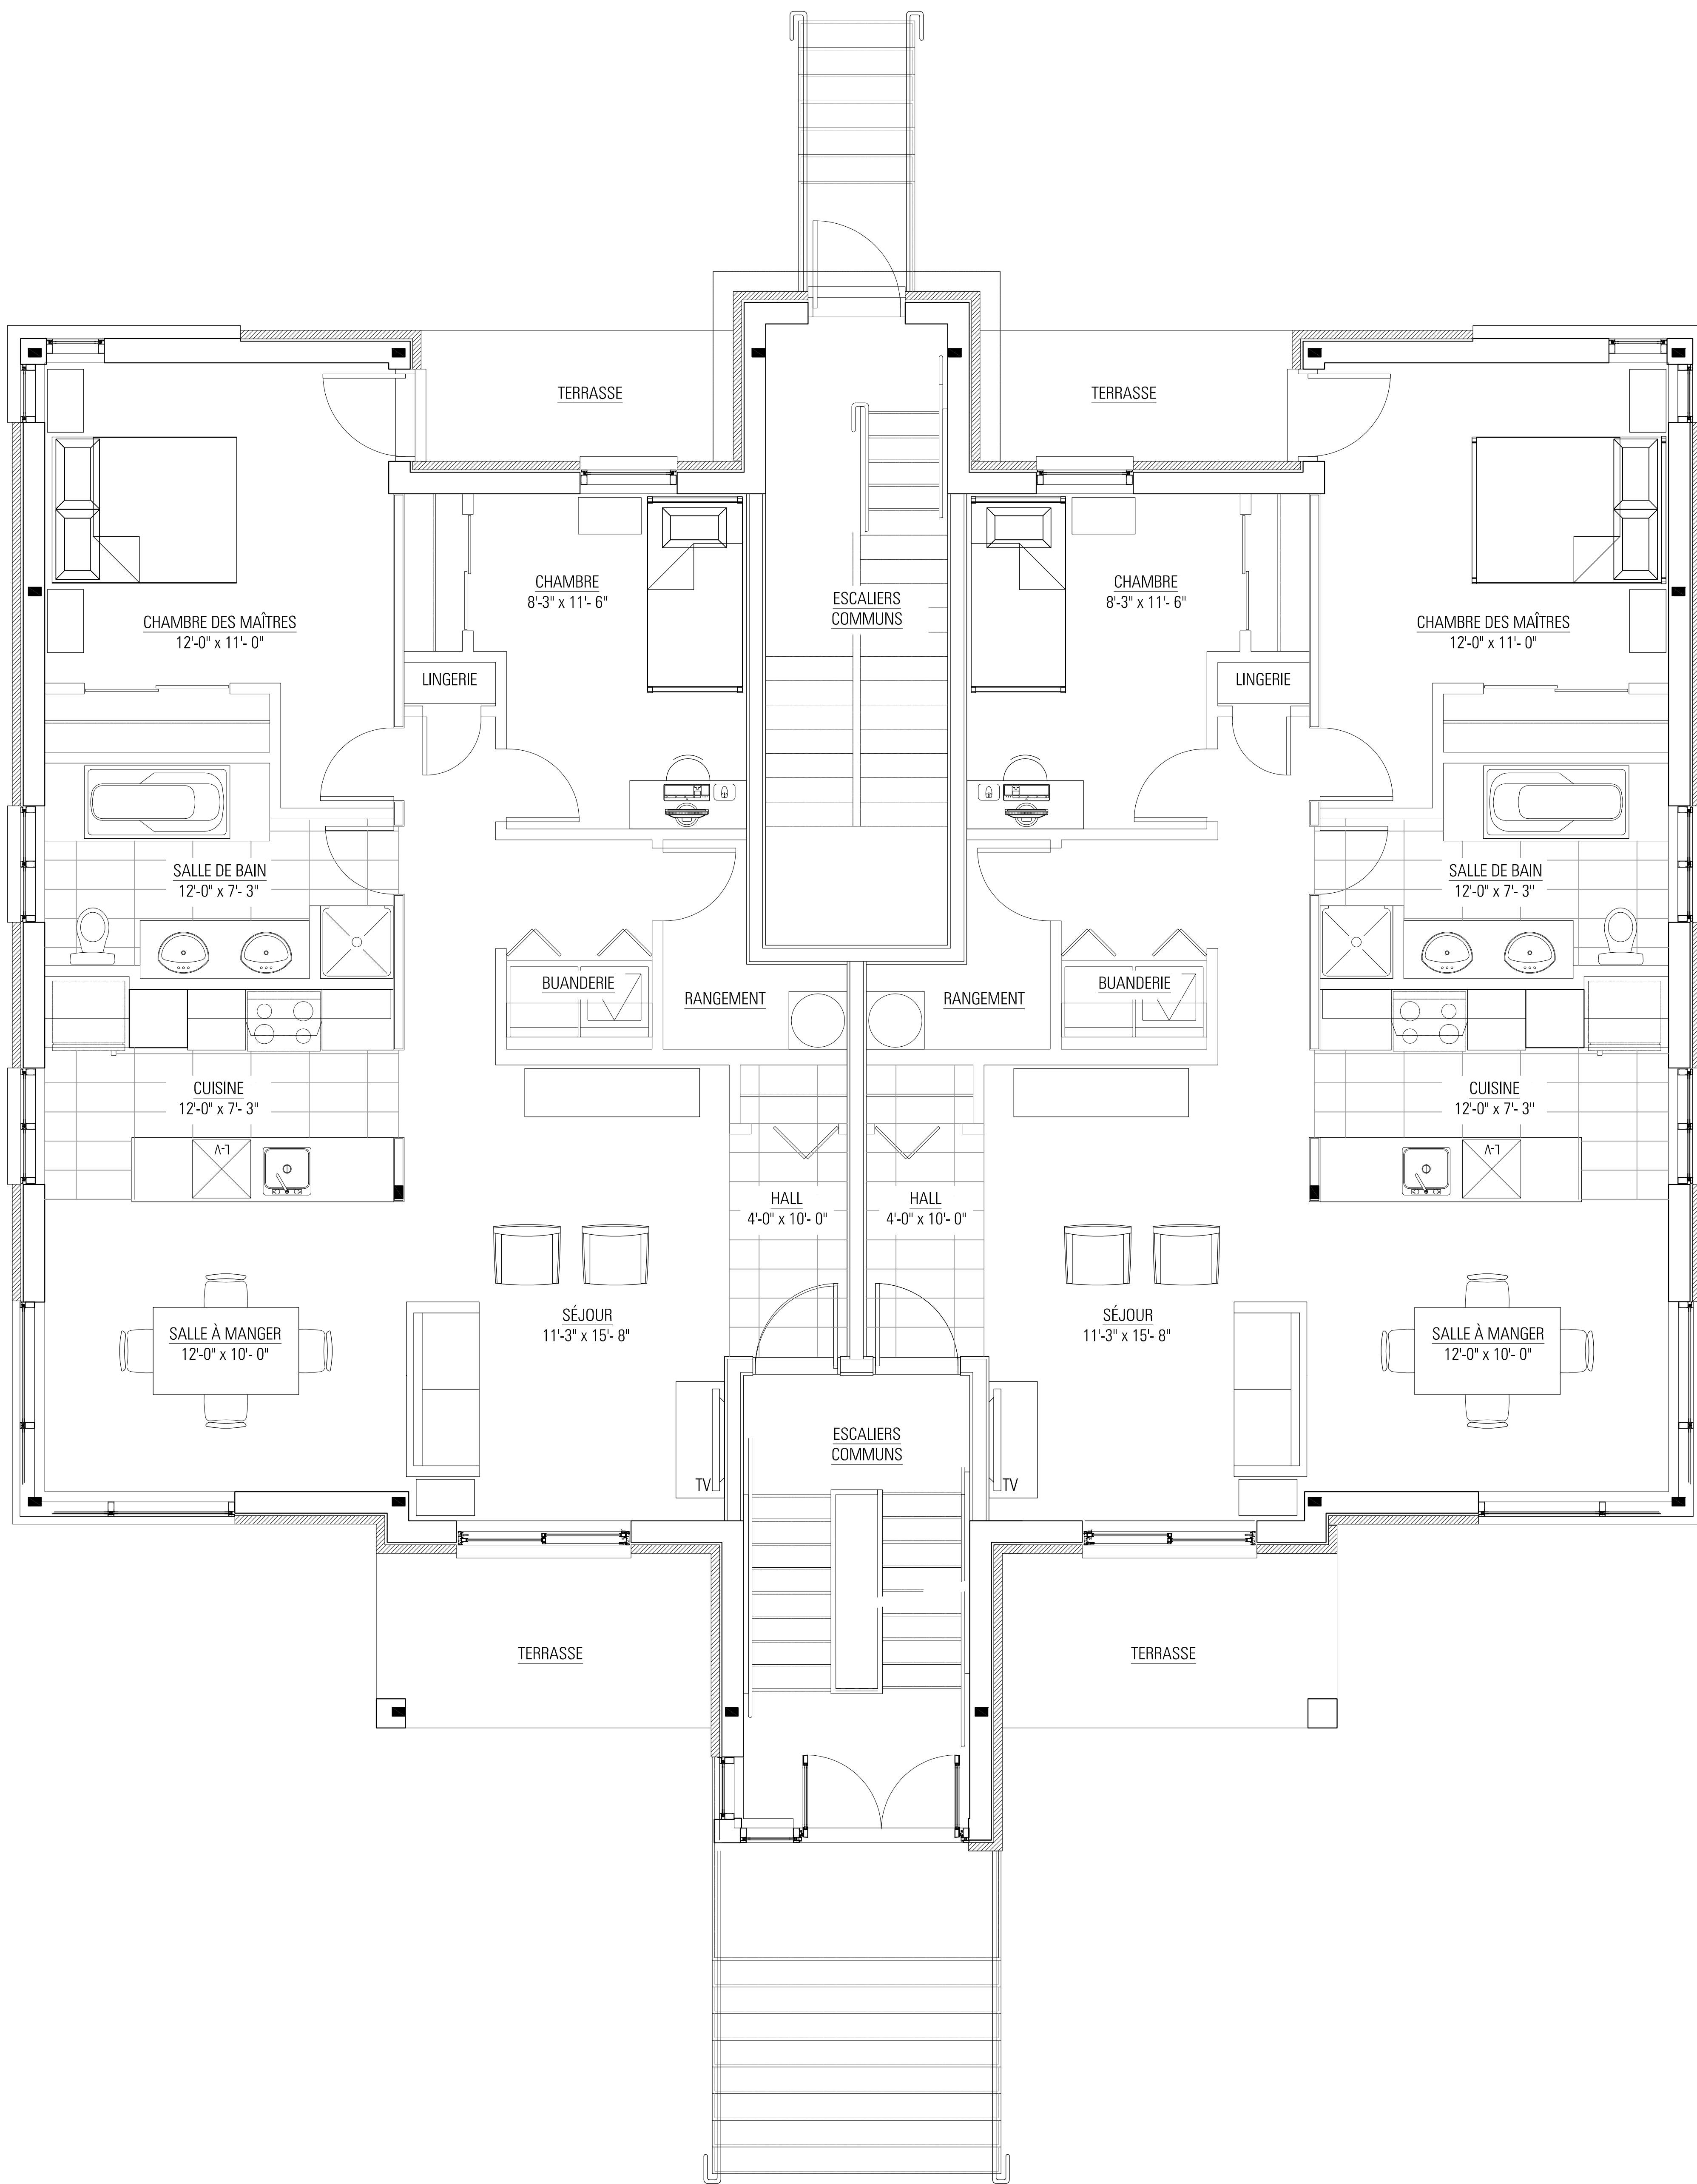 TERRASSE
TERRASSE
CHAMBRE
8'-3" x 11'- 6"
ESCALIERS
COMMUNS
CHAMBRE
8'-3" x 11'- 6"
CHAMBRE DES MAÎTRES
12'-0" x 11'- 0"
CHAMBRE DES MAÎTRES
12'-0" x 11'- 0"
LINGERIE
LINGERIE
SALLE DE BAIN
12'-0" x 7'- 3"
SALLE DE BAIN
12'-0" x 7'- 3"
BUANDERIE
RANGEMENT
RANGEMENT
BUANDERIE
CUISINE
12'-0" x 7'- 3"
CUISINE
12'-0" x 7'- 3"
L-V
L-V
HALL
4'-0" x 10'- 0"
HALL
4'-0" x 10'- 0"
SÉJOUR
11'-3" x 15'- 8"
SÉJOUR
11'-3" x 15'- 8"
SALLE À MANGER
12'-0" x 10'- 0"
SALLE À MANGER
12'-0" x 10'- 0"
ESCALIERS
COMMUNS
TV
TV
TERRASSE
TERRASSE